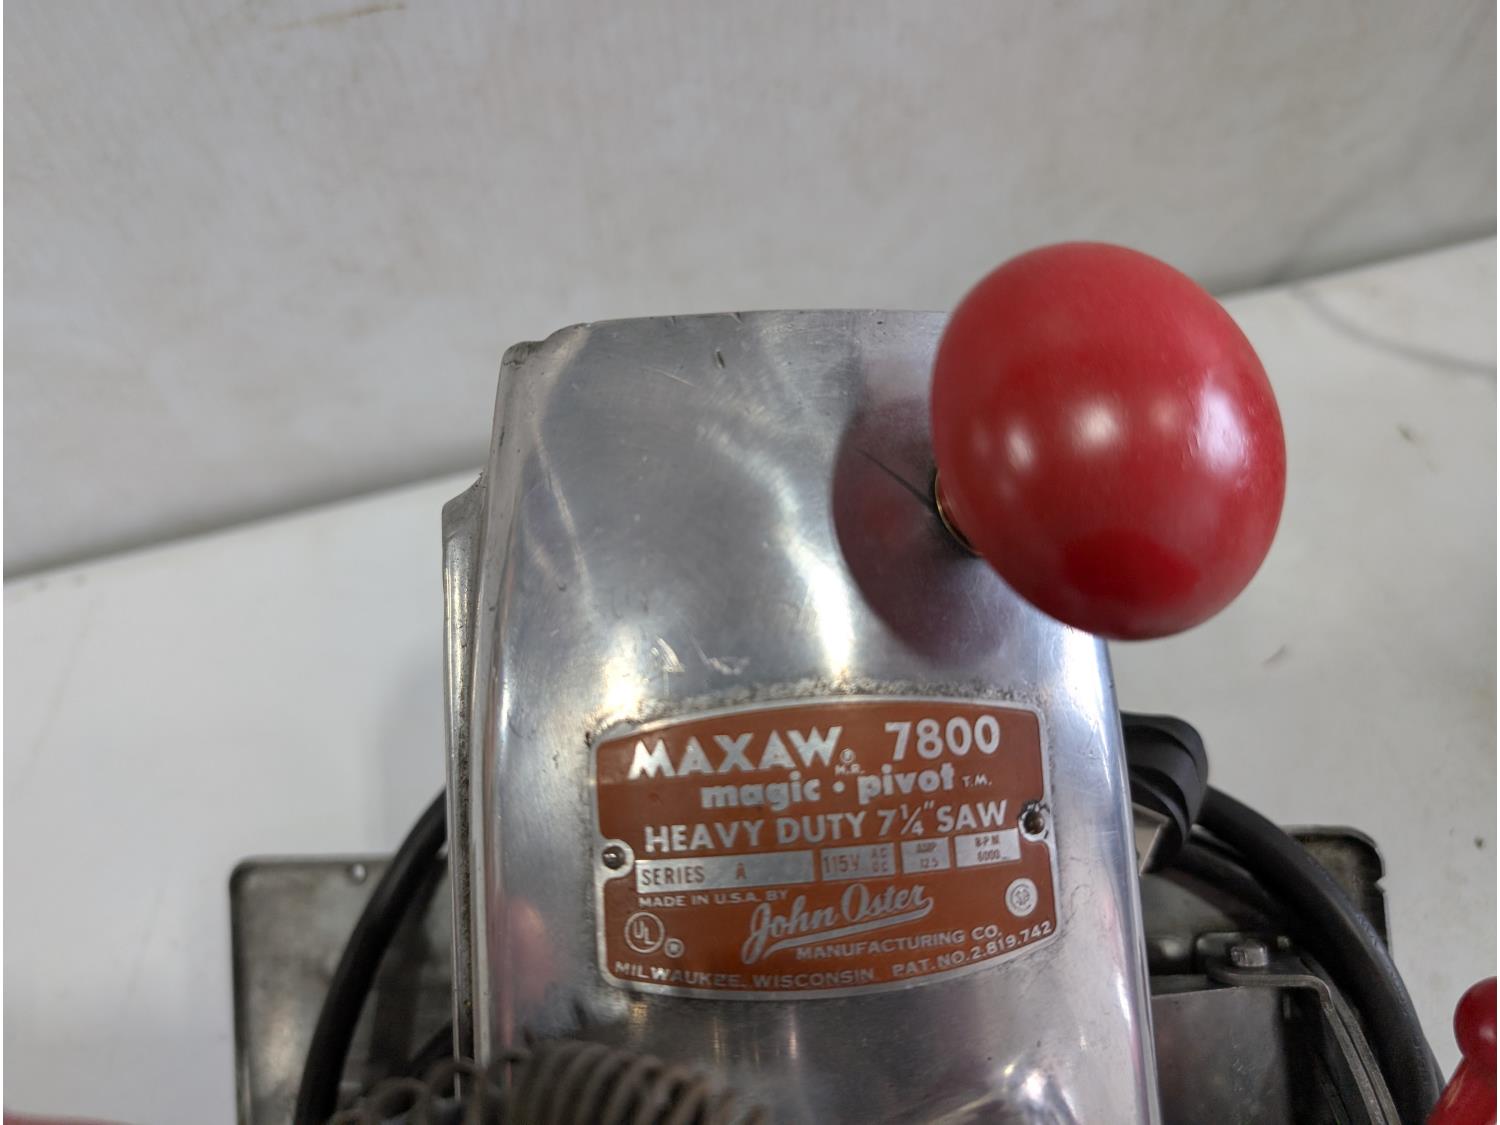 MAXAW® 7800
M.R.
magic • pivot T.M.
HEAVY DUTY 7¼" SAW
SERIES A 115V AC DC AMP 12.5 R.P.M. 6000
MADE IN U.S.A. BY
John Oster
UL ®
MANUFACTURING CO.
MILWAUKEE, WISCONSIN PAT. NO. 2,819,742